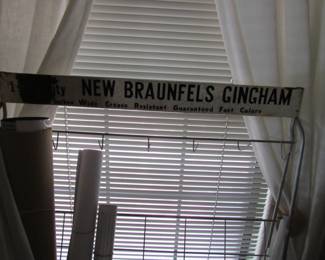 NEW BRAUNFELS GINGHAM
Wide Crease Resistant Guaranteed Fast Colors